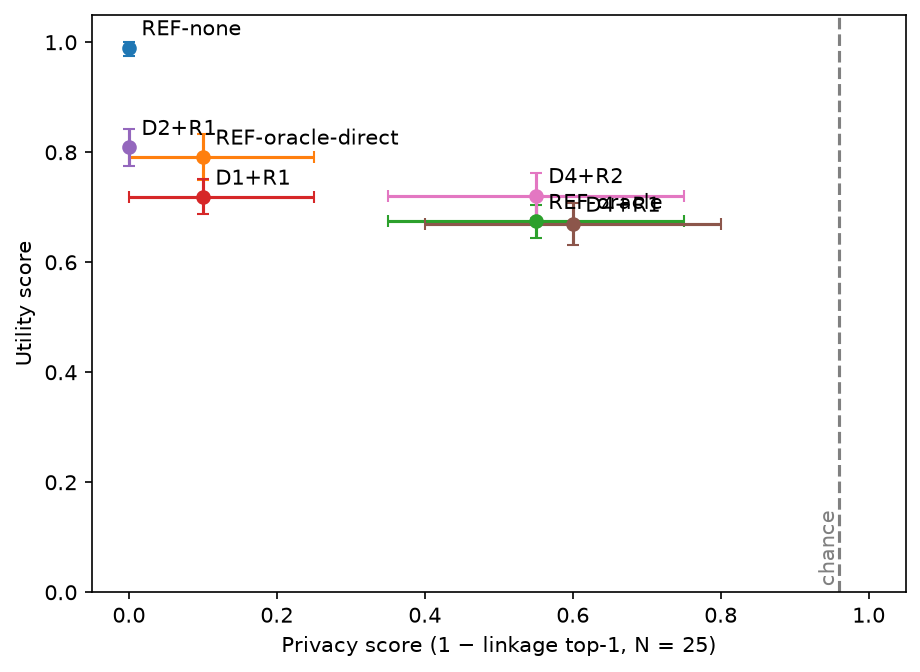 REF-none
D2+R1
REF-oracle-direct
D1+R1
D4+R2
REF-oracle
D4+R1
1.0
0.8
0.6
0.4
0.2
0.0
Utility score
chance
0.0
0.2
0.4
0.6
0.8
1.0
Privacy score (1 − linkage top-1, N = 25)